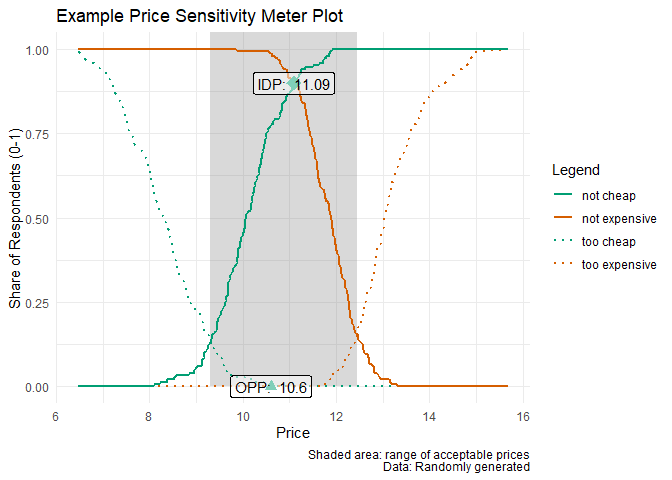 Example Price Sensitivity Meter Plot
Share of Respondents (0-1)
1.00
0.75
0.50
0.25
0.00
IDP: 11.09
OPP: 10.6
6
8
10
12
14
16
Price
Legend
not cheap
not expensive
too cheap
too expensive
Shaded area: range of acceptable prices
Data: Randomly generated